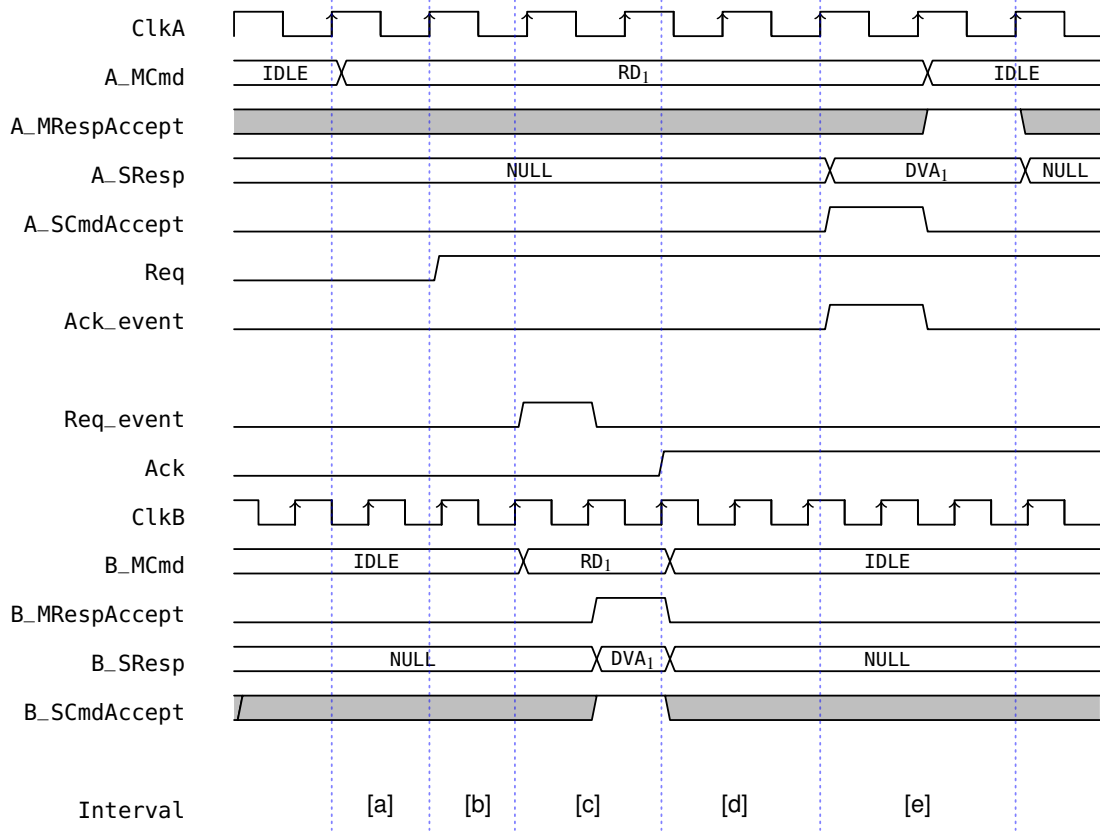 ClkA
A_MCmd IDLE RD₁ IDLE
A_MRespAccept
A_SResp NULL DVA₁ NULL
A_SCmdAccept
Req
Ack_event
Req_event
Ack
ClkB
B_MCmd IDLE RD₁ IDLE
B_MRespAccept
B_SResp NULL DVA₁ NULL
B_SCmdAccept
Interval [a] [b] [c] [d] [e]